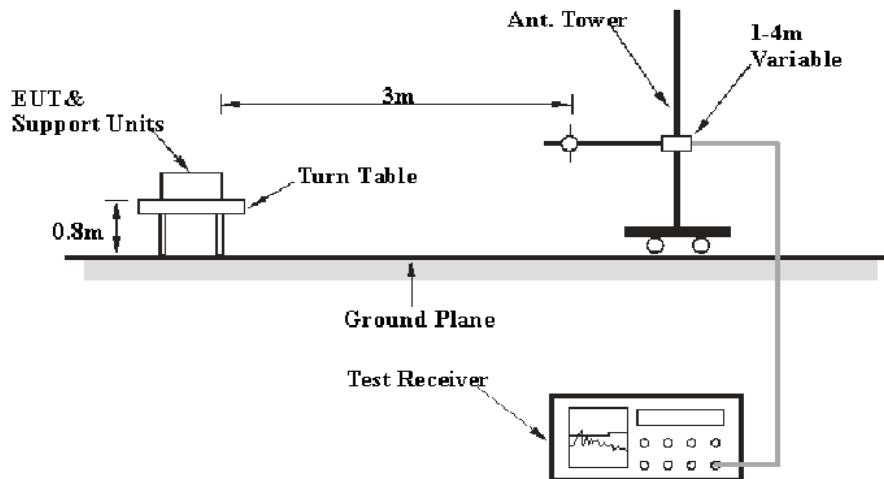 Ant. Tower
1-4m
Variable
3m
EUT &
Support Units
Turn Table
0.8m
Ground Plane
Test Receiver